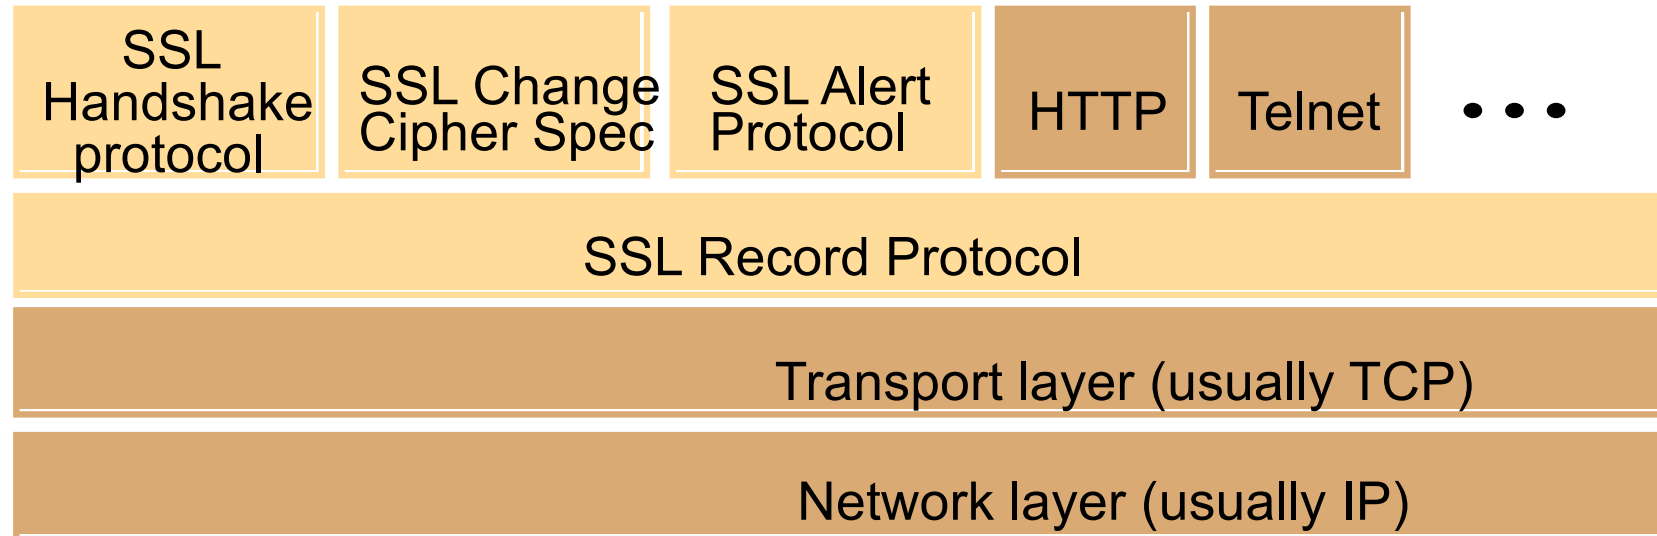 SSL
Handshake
protocol
SSL Change
Cipher Spec
SSL Alert
Protocol
HTTP
Telnet
• • •
SSL Record Protocol
Transport layer (usually TCP)
Network layer (usually IP)